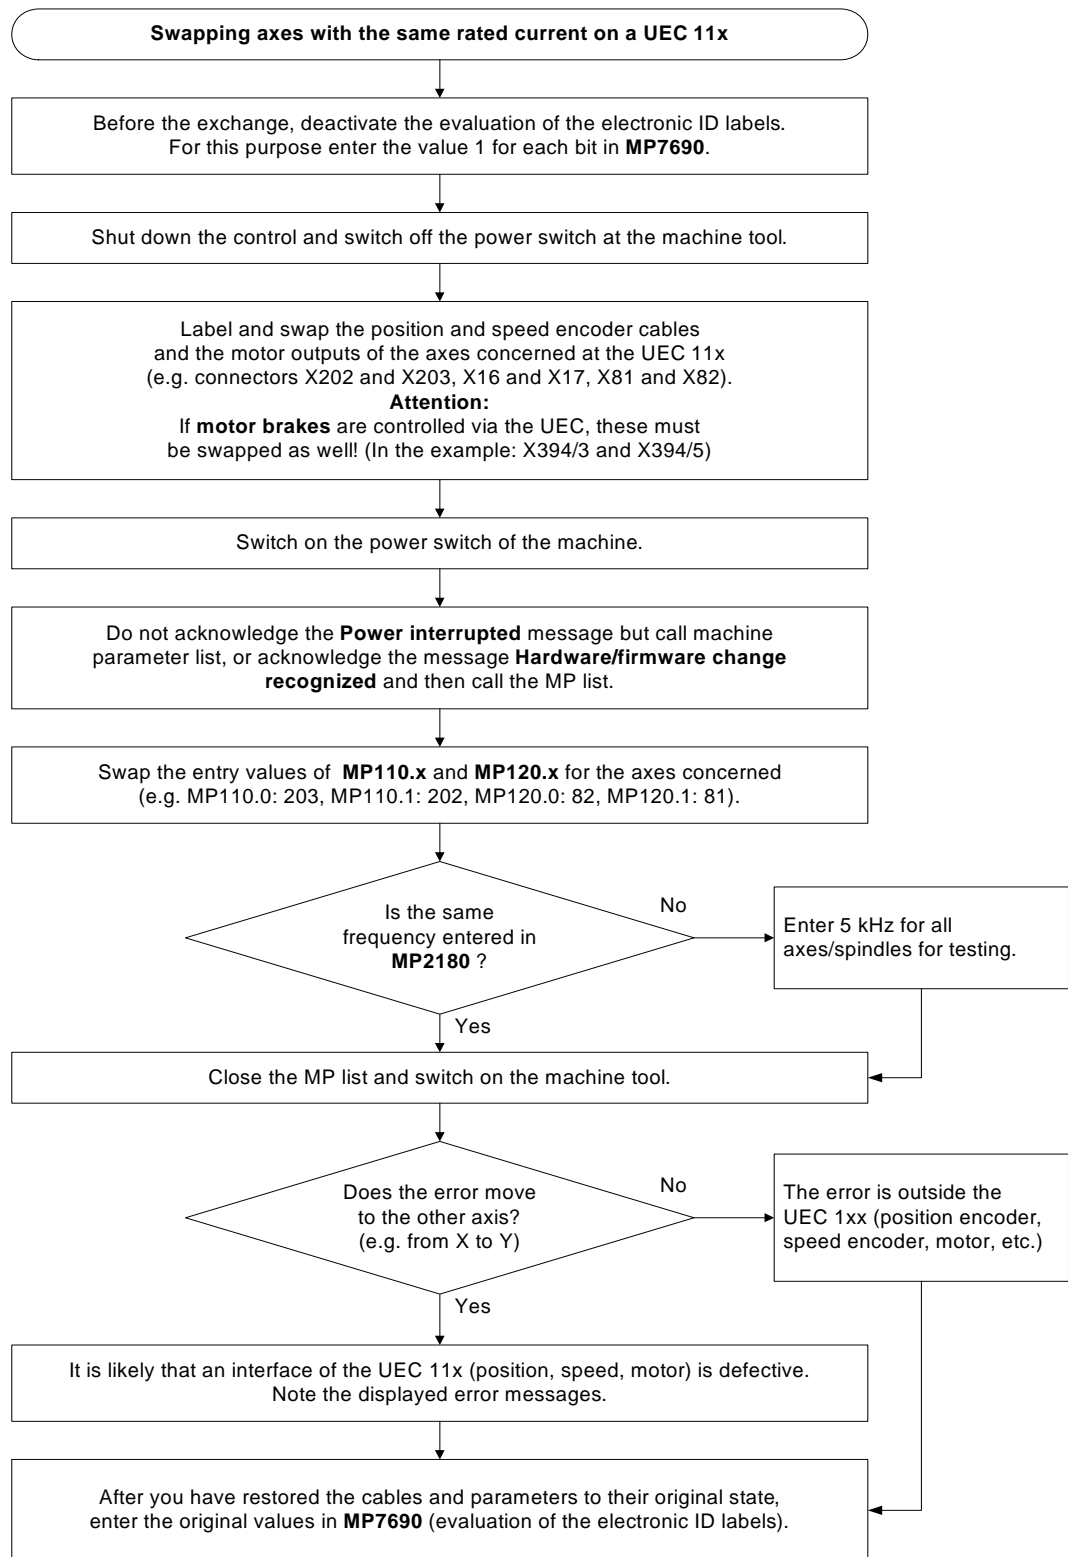 Swapping axes with the same rated current on a UEC 11x
Before the exchange, deactivate the evaluation of the electronic ID labels.
For this purpose enter the value 1 for each bit in MP7690.
Shut down the control and switch off the power switch at the machine tool.
Label and swap the position and speed encoder cables
and the motor outputs of the axes concerned at the UEC 11x
(e.g. connectors X202 and X203, X16 and X17, X81 and X82).
Attention:
If motor brakes are controlled via the UEC, these must
be swapped as well! (In the example: X394/3 and X394/5)
Switch on the power switch of the machine.
Do not acknowledge the Power interrupted message but call machine
parameter list, or acknowledge the message Hardware/firmware change
recognized and then call the MP list.
Swap the entry values of MP110.x and MP120.x for the axes concerned
(e.g. MP110.0: 203, MP110.1: 202, MP120.0: 82, MP120.1: 81).
Is the same
frequency entered in
MP2180 ?
No
Enter 5 kHz for all
axes/spindles for testing.
Yes
Close the MP list and switch on the machine tool.
Does the error move
to the other axis?
(e.g. from X to Y)
No
The error is outside the
UEC 1xx (position encoder,
speed encoder, motor, etc.)
Yes
It is likely that an interface of the UEC 11x (position, speed, motor) is defective.
Note the displayed error messages.
After you have restored the cables and parameters to their original state,
enter the original values in MP7690 (evaluation of the electronic ID labels).